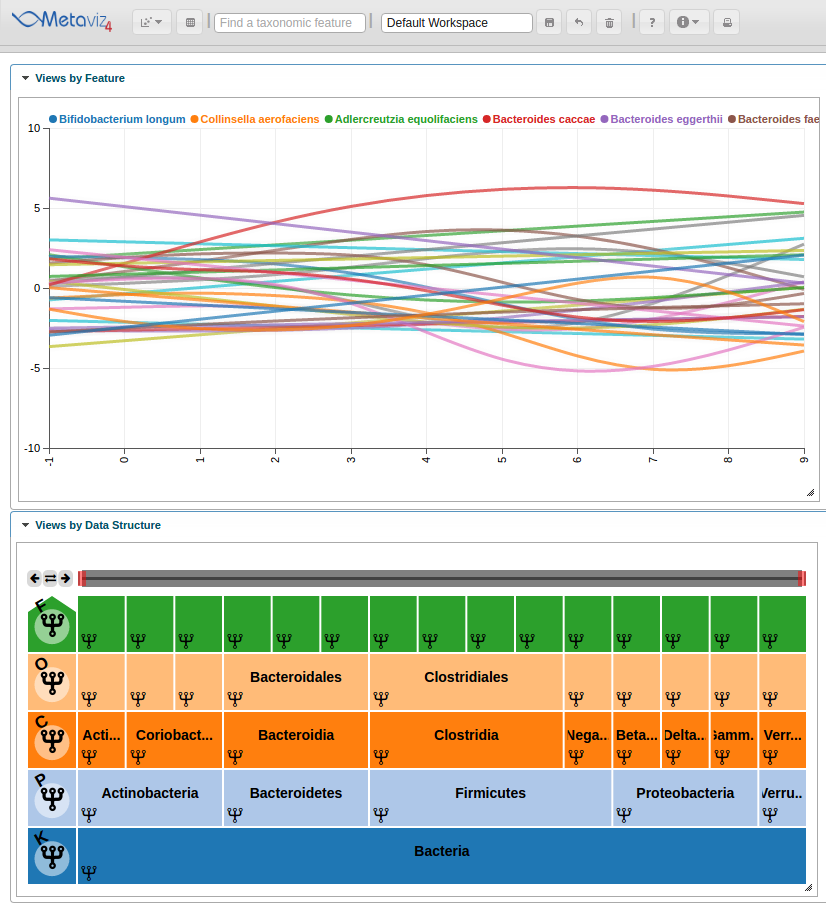 Metaviz4
Find a taxonomic feature
Default Workspace
?
Views by Feature
Bifidobacterium longum Collinsella aerofaciens Adlercreutzia equolifaciens Bacteroides caccae Bacteroides eggerthii Bacteroides fae
10
5
0
-5
-10
-1 0 1 2 3 4 5 6 7 8 9
Views by Data Structure
F
O Bacteroidales Clostridiales
C Acti... Coriobact... Bacteroidia Clostridia Nega... Beta... Delta... Gamm. Verr...
P Actinobacteria Bacteroidetes Firmicutes Proteobacteria Verru..
K Bacteria